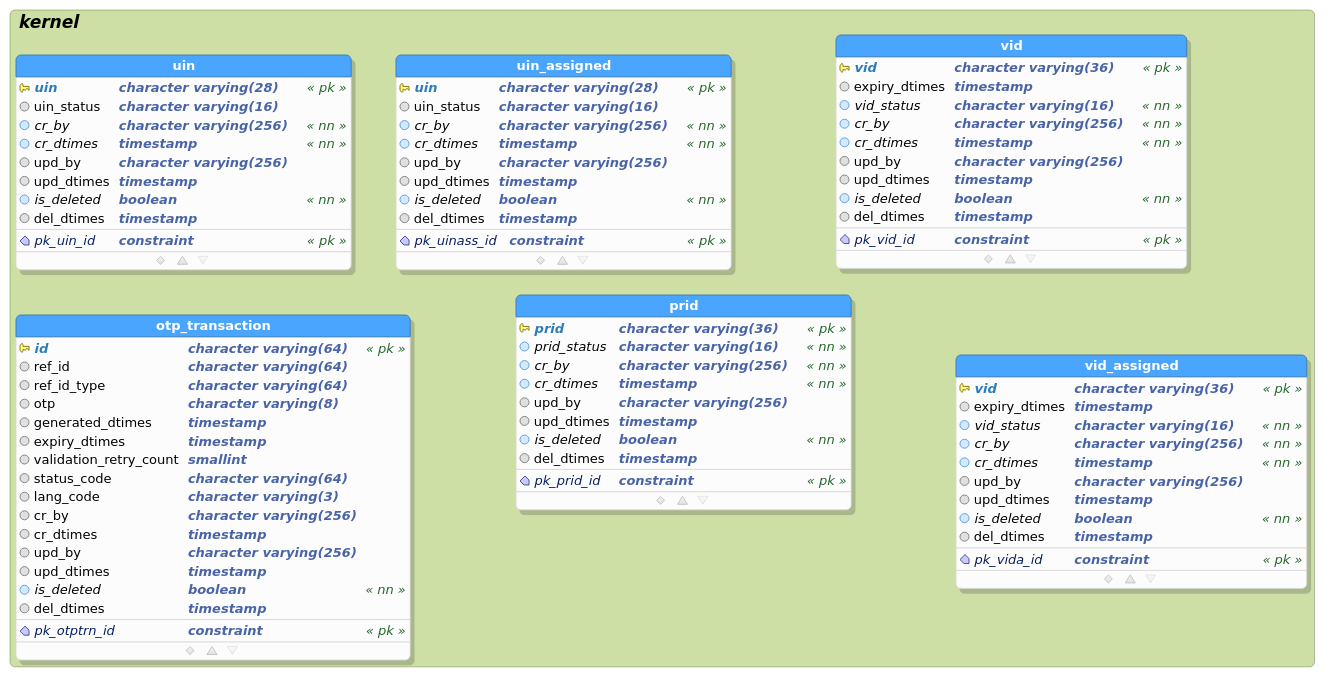 kernel
uin
uin character varying(28) « pk »
uin_status character varying(16)
cr_by character varying(256) « nn »
cr_dtimes timestamp « nn »
upd_by character varying(256)
upd_dtimes timestamp
is_deleted boolean « nn »
del_dtimes timestamp
pk_uin_id constraint « pk »
uin_assigned
uin character varying(28) « pk »
uin_status character varying(16)
cr_by character varying(256) « nn »
cr_dtimes timestamp « nn »
upd_by character varying(256)
upd_dtimes timestamp
is_deleted boolean « nn »
del_dtimes timestamp
pk_uinass_id constraint « pk »
vid
vid character varying(36) « pk »
expiry_dtimes timestamp
vid_status character varying(16) « nn »
cr_by character varying(256) « nn »
cr_dtimes timestamp « nn »
upd_by character varying(256)
upd_dtimes timestamp
is_deleted boolean « nn »
del_dtimes timestamp
pk_vid_id constraint « pk »
otp_transaction
id character varying(64) « pk »
ref_id character varying(64)
ref_id_type character varying(64)
otp character varying(8)
generated_dtimes timestamp
expiry_dtimes timestamp
validation_retry_count smallint
status_code character varying(64)
lang_code character varying(3)
cr_by character varying(256)
cr_dtimes timestamp
upd_by character varying(256)
upd_dtimes timestamp
is_deleted boolean « nn »
del_dtimes timestamp
pk_otptrn_id constraint « pk »
prid
prid character varying(36) « pk »
prid_status character varying(16) « nn »
cr_by character varying(256) « nn »
cr_dtimes timestamp « nn »
upd_by character varying(256)
upd_dtimes timestamp
is_deleted boolean « nn »
del_dtimes timestamp
pk_prid_id constraint « pk »
vid_assigned
vid character varying(36) « pk »
expiry_dtimes timestamp
vid_status character varying(16) « nn »
cr_by character varying(256) « nn »
cr_dtimes timestamp « nn »
upd_by character varying(256)
upd_dtimes timestamp
is_deleted boolean « nn »
del_dtimes timestamp
pk_vida_id constraint « pk »